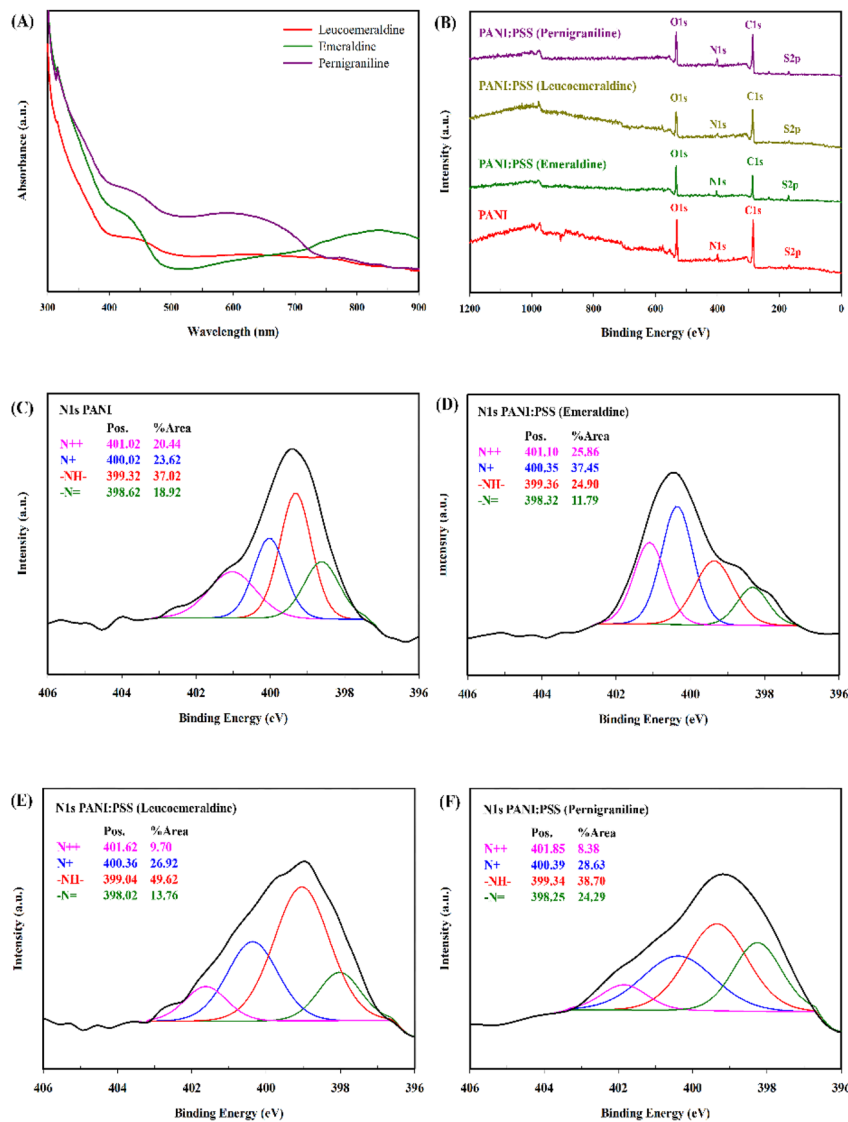 (A)
Leucoemeraldine
Emeraldine
Pernigraniline
Absorbance (a.u.)
300 400 500 600 700 800 900
Wavelength (nm)
(B)
PANI:PSS (Pernigraniline)
O1s
N1s
C1s
S2p
PANI:PSS (Leucoemeraldine)
O1s
N1s
C1s
S2p
PANI:PSS (Emeraldine)
O1s
N1s
C1s
S2p
PANI
O1s
N1s
C1s
S2p
Intensity (a.u.)
1200 1000 800 600 400 200 0
Binding Energy (eV)
(C)
N1s PANI
Pos. %Area
N++ 401.02 20.44
N+ 400.02 23.62
-NH- 399.32 37.02
-N= 398.62 18.92
Intensity (a.u.)
406 404 402 400 398 396
Binding Energy (eV)
(D)
N1s PANI:PSS (Emeraldine)
Pos. %Area
N++ 401.10 25.86
N+ 400.35 37.45
-NH- 399.36 24.90
-N= 398.32 11.79
Intensity (a.u.)
406 404 402 400 398 396
Binding Energy (eV)
(E)
N1s PANI:PSS (Leucoemeraldine)
Pos. %Area
N++ 401.62 9.70
N+ 400.36 26.92
-NH- 399.04 49.62
-N= 398.02 13.76
Intensity (a.u.)
406 404 402 400 398 396
Binding Energy (eV)
(F)
N1s PANI:PSS (Pernigraniline)
Pos. %Area
N++ 401.85 8.38
N+ 400.39 28.63
-NH- 399.34 38.70
-N= 398.25 24.29
Intensity (a.u.)
406 404 402 400 398 396
Binding Energy (eV)